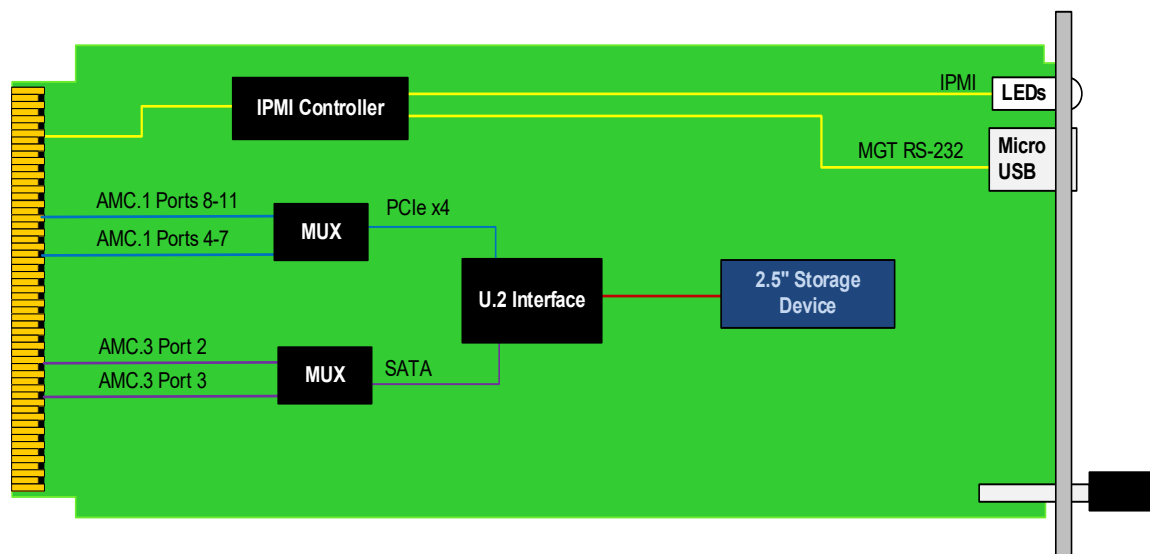 IPMI
LEDs
IPMI Controller
MGT RS-232
Micro
USB
AMC.1 Ports 8-11
PCIe x4
MUX
AMC.1 Ports 4-7
U.2 Interface
2.5" Storage
Device
AMC.3 Port 2
MUX
SATA
AMC.3 Port 3